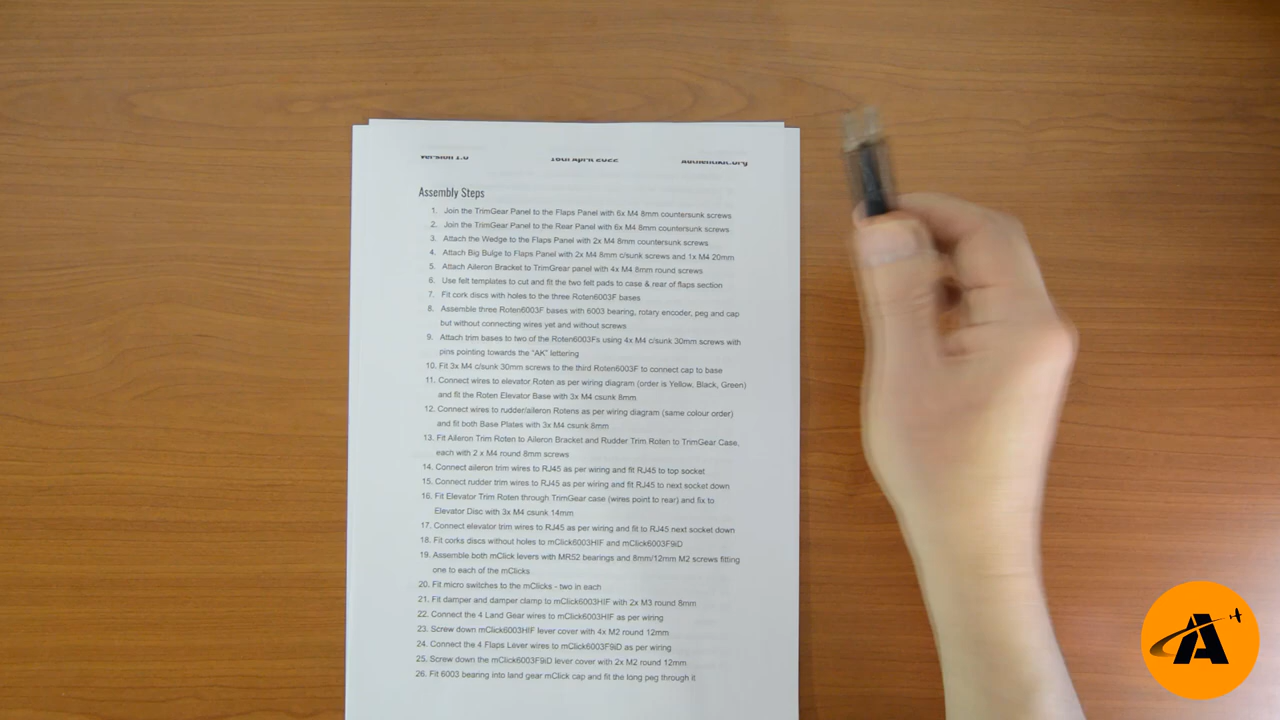 Version 1.0 16th April 2022 Authentikit.org
Assembly Steps
1. Join the TrimGear Panel to the Flaps Panel with 6x M4 8mm countersunk screws
2. Join the TrimGear Panel to the Rear Panel with 6x M4 8mm countersunk screws
3. Attach the Wedge to the Flaps Panel with 2x M4 8mm countersunk screws
4. Attach Big Bulge to Flaps Panel with 2x M4 8mm c/sunk screws and 1x M4 20mm
5. Attach Aileron Bracket to TrimGrear panel with 4x M4 8mm round screws
6. Use felt templates to cut and fit the two felt pads to case & rear of flaps section
7. Fit cork discs with holes to the three Roten6003F bases
8. Assemble three Roten6003F bases with 6003 bearing, rotary encoder, peg and cap
but without connecting wires yet and without screws
9. Attach trim bases to two of the Roten6003Fs using 4x M4 c/sunk 30mm screws with
pins pointing towards the "AK" lettering
10. Fit 3x M4 c/sunk 30mm screws to the third Roten6003F to connect cap to base
11. Connect wires to elevator Roten as per wiring diagram (order is Yellow, Black, Green)
and fit the Roten Elevator Base with 3x M4 csunk 8mm
12. Connect wires to rudder/aileron Rotens as per wiring diagram (same colour order)
and fit both Base Plates with 3x M4 csunk 8mm
13. Fit Aileron Trim Roten to Aileron Bracket and Rudder Trim Roten to TrimGear Case,
each with 2 x M4 round 8mm screws
14. Connect aileron trim wires to RJ45 as per wiring and fit RJ45 to top socket
15. Connect rudder trim wires to RJ45 as per wiring and fit RJ45 to next socket down
16. Fit Elevator Trim Roten through TrimGear case (wires point to rear) and fix to
Elevator Disc with 3x M4 csunk 14mm
17. Connect elevator trim wires to RJ45 as per wiring and fit to RJ45 next socket down
18. Fit corks discs without holes to mClick6003HIF and mClick6003F9iD
19. Assemble both mClick levers with MR52 bearings and 8mm/12mm M2 screws fitting
one to each of the mClicks
20. Fit micro switches to the mClicks - two in each
21. Fit damper and damper clamp to mClick6003HIF with 2x M3 round 8mm
22. Connect the 4 Land Gear wires to mClick6003HIF as per wiring
23. Screw down mClick6003HIF lever cover with 4x M2 round 12mm
24. Connect the 4 Flaps Lever wires to mClick6003F9iD as per wiring
25. Screw down the mClick6003F9iD lever cover with 2x M2 round 12mm
26. Fit 6003 bearing into land gear mClick cap and fit the long peg through it
A